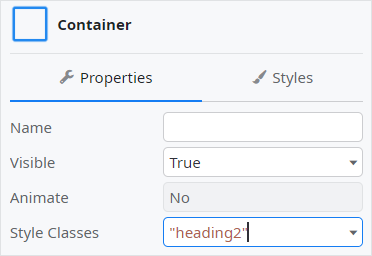 Container
Properties Styles
Name
Visible True
Animate No
Style Classes "heading2"